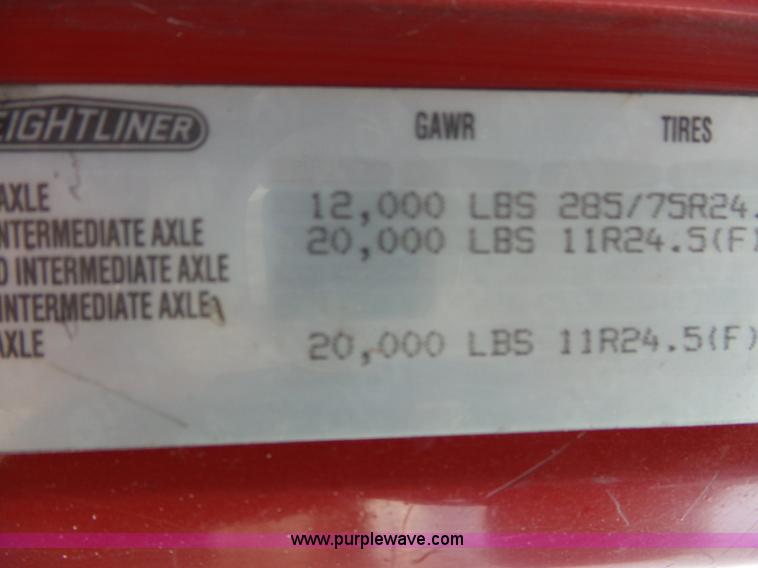 EIGHTLINER GAWR TIRES
AXLE 12,000 LBS 285/75R24.
NTERMEDIATE AXLE 20,000 LBS 11R24.5(F)
D INTERMEDIATE AXLE
INTERMEDIATE AXLE
AXLE 20,000 LBS 11R24.5(F)
www.purplewave.com